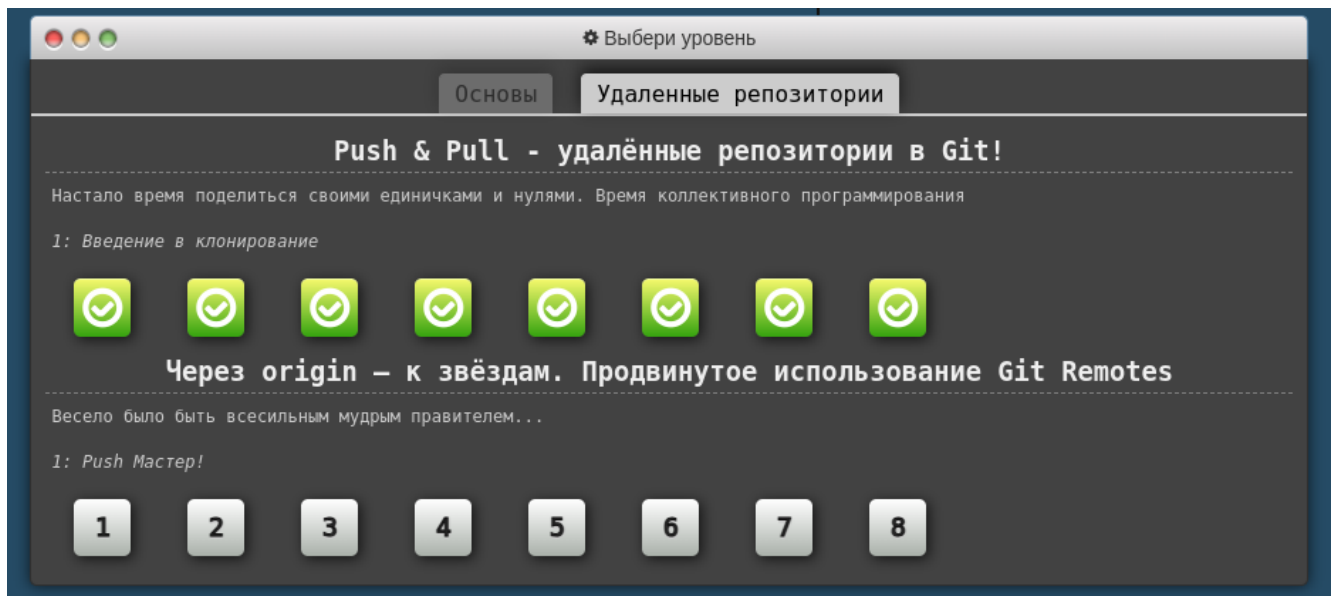 Выбери уровень
Основы
Удаленные репозитории
Push & Pull - удалённые репозитории в Git!
Настало время поделиться своими единичками и нулями. Время коллективного программирования
1: Введение в клонирование
Через origin – к звёздам. Продвинутое использование Git Remotes
Весело было быть всесильным мудрым правителем...
1: Push Мастер!
1 2 3 4 5 6 7 8